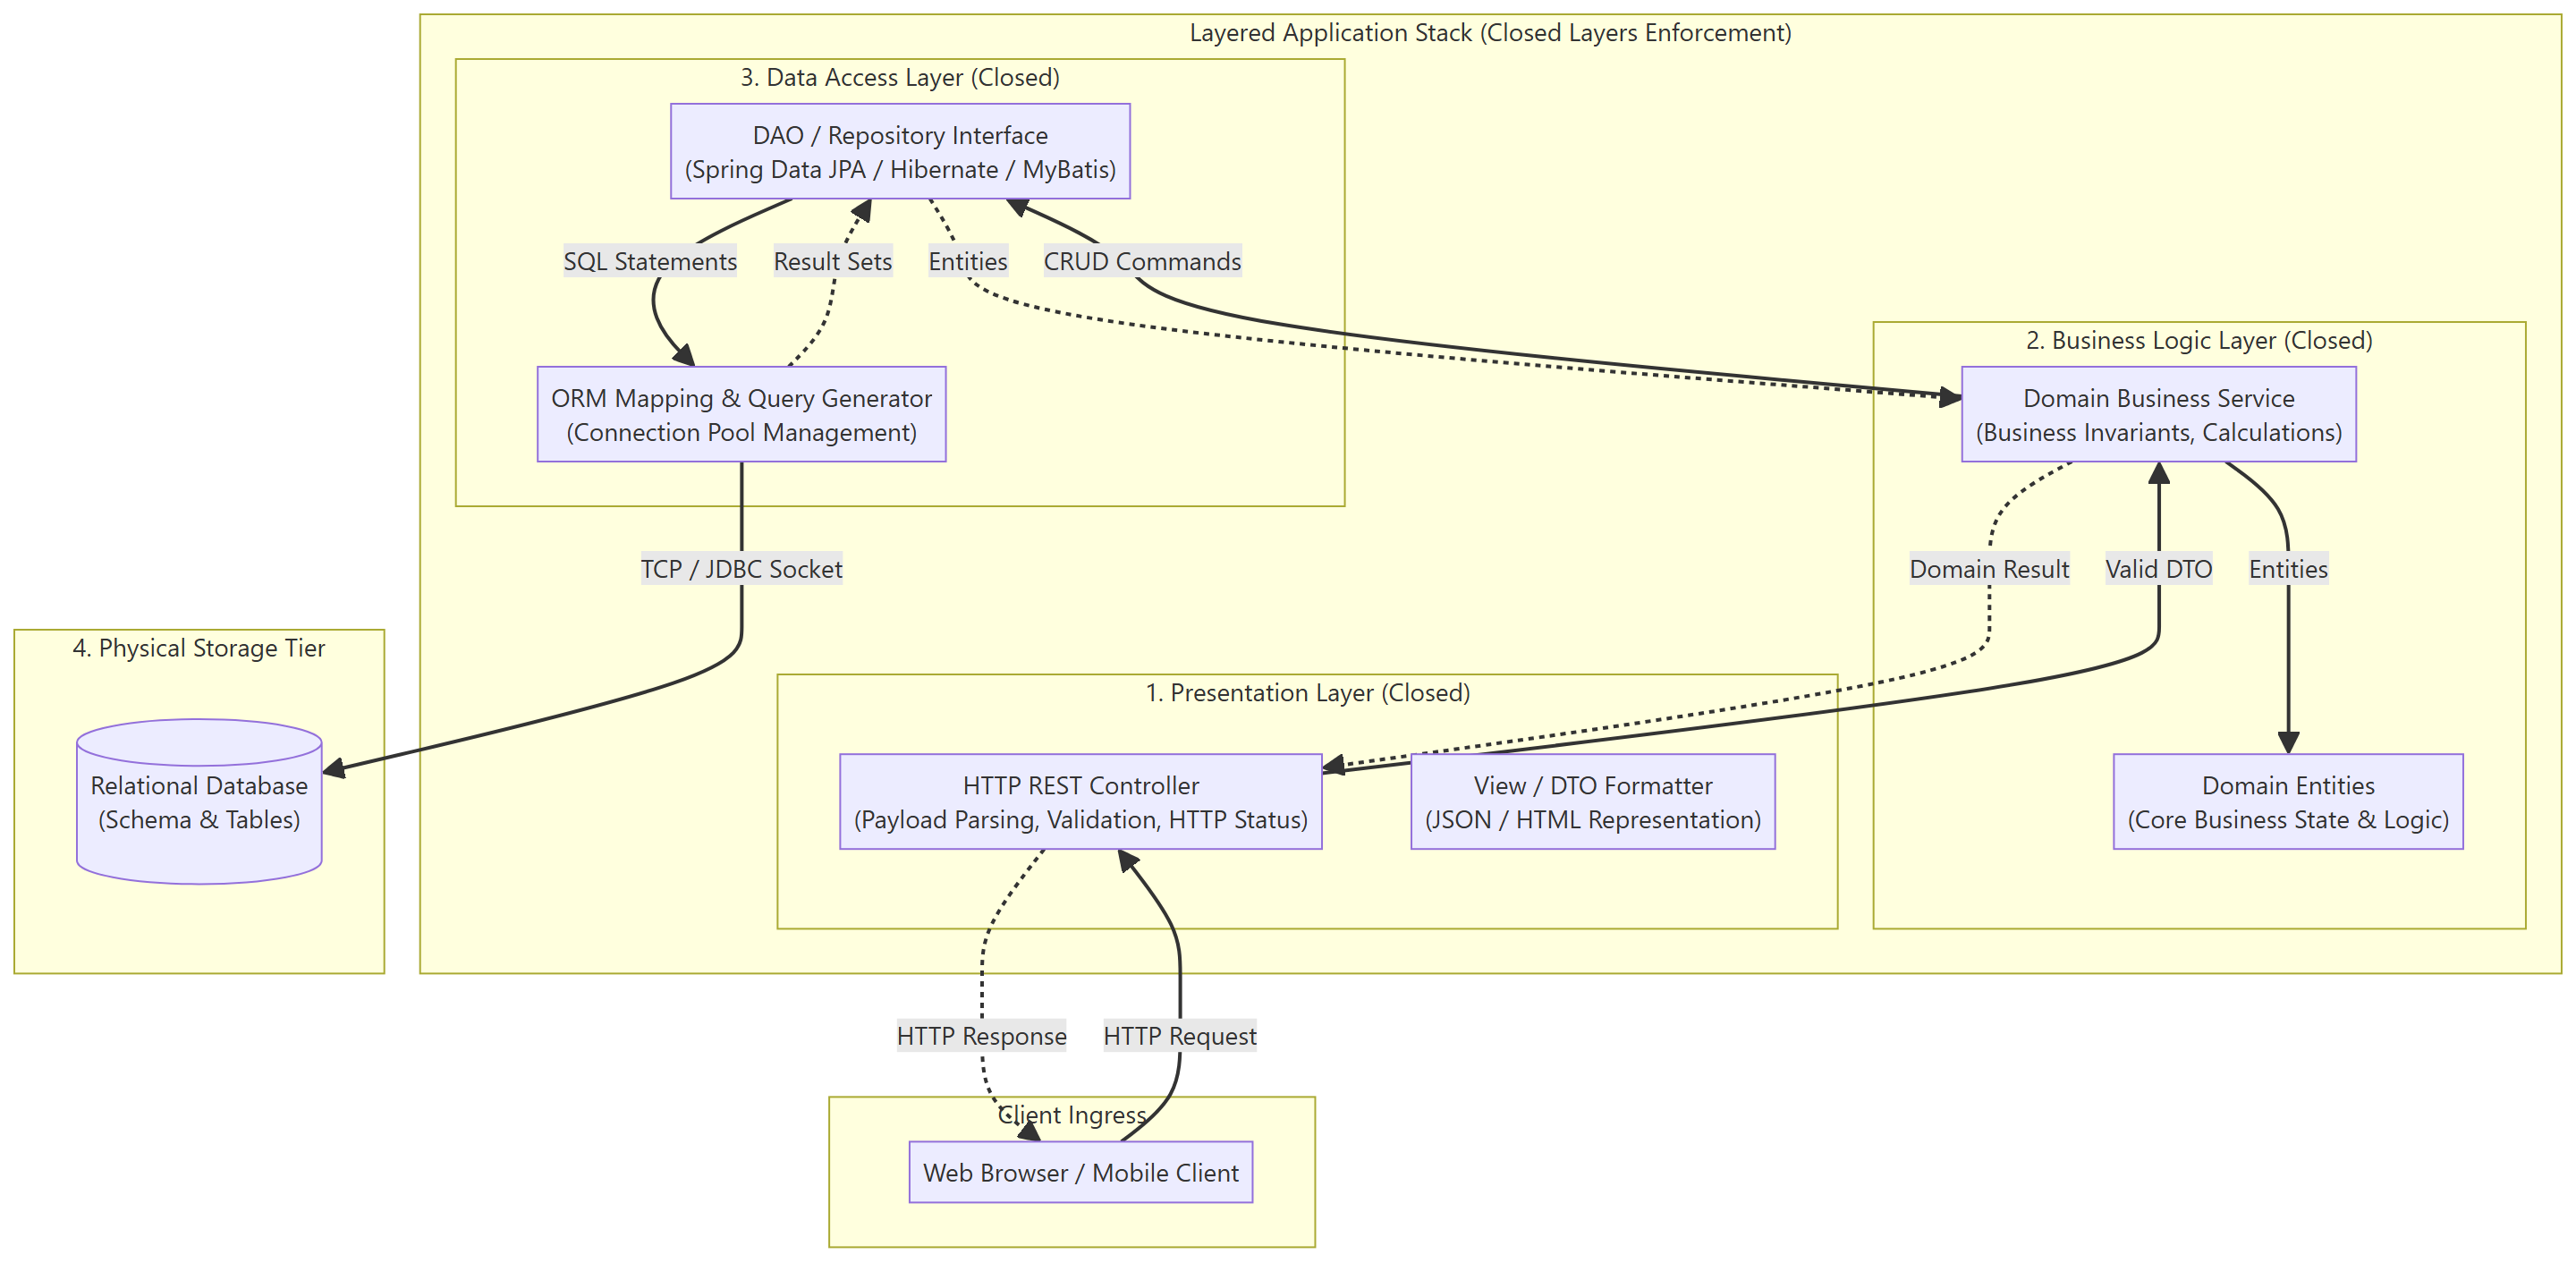 Layered Application Stack (Closed Layers Enforcement)
3. Data Access Layer (Closed)
DAO / Repository Interface
(Spring Data JPA / Hibernate / MyBatis)
SQL Statements
Result Sets
Entities
CRUD Commands
ORM Mapping & Query Generator
(Connection Pool Management)
2. Business Logic Layer (Closed)
Domain Business Service
(Business Invariants, Calculations)
TCP / JDBC Socket
Domain Result
Valid DTO
Entities
4. Physical Storage Tier
Relational Database
(Schema & Tables)
1. Presentation Layer (Closed)
HTTP REST Controller
(Payload Parsing, Validation, HTTP Status)
View / DTO Formatter
(JSON / HTML Representation)
Domain Entities
(Core Business State & Logic)
HTTP Response
HTTP Request
Client Ingress
Web Browser / Mobile Client